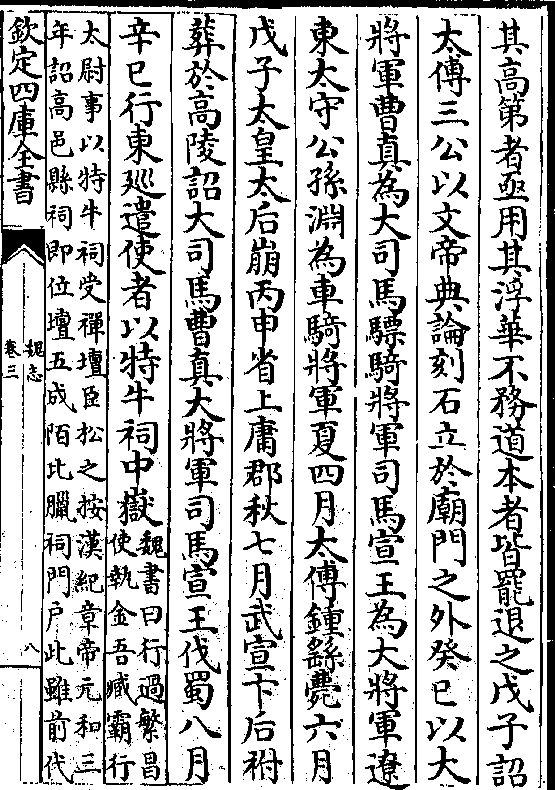 其高第者亟用其浮華不務道本者皆罷退之戊子詔
太傅三公以文帝典論刻石立於廟門之外癸巳以大
將軍曹真為大司馬驃騎將軍司馬宣王為大將軍遼
東太守公孫淵為車騎將軍夏四月太傅鍾繇薨六月
戊子太皇太后崩丙申省上庸郡秋七月武宣卞后祔
葬於高陵詔大司馬曹真大將軍司馬宣王伐蜀八月
辛巳行東廵遣使者以特牛祠中嶽
魏書曰行過繁昌
使執金吾臧霸行
太尉事以特牛祠受禪壇臣松之按漢紀章帝元和三
年詔高邑縣祠即位壇五成陌比臘祠門户此雖前代
欽定四庫全書
魏志
卷三
八